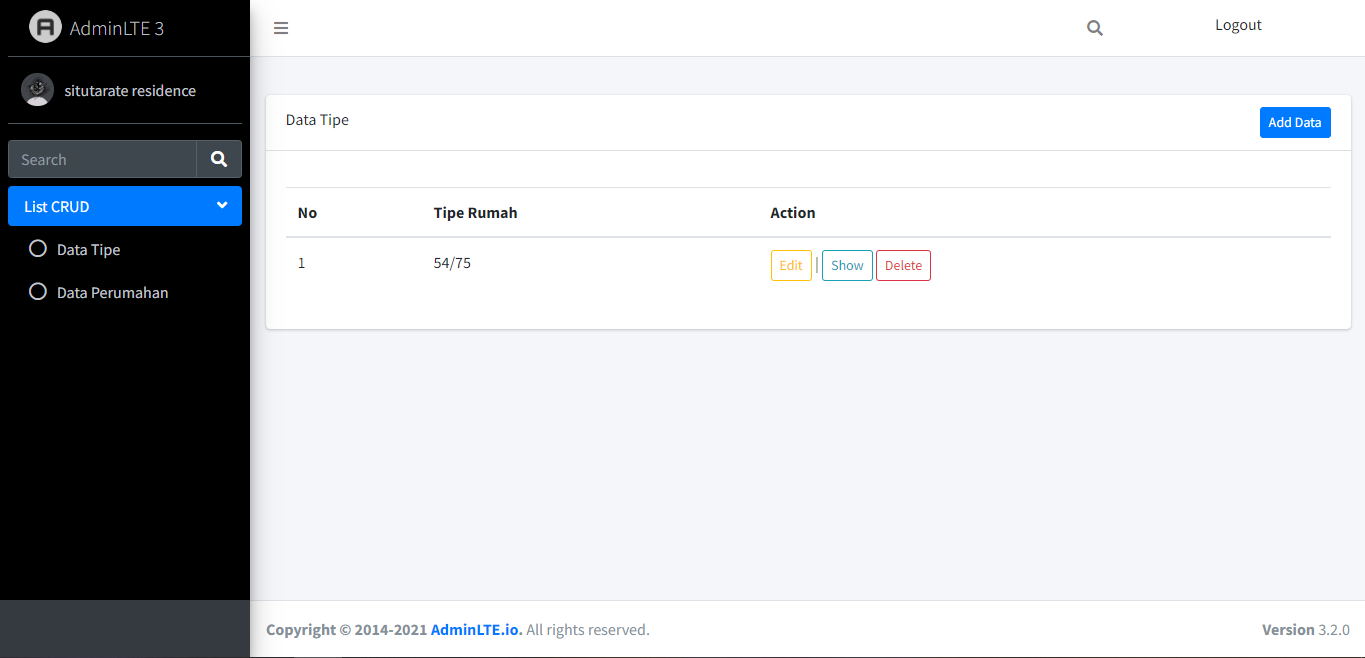 AdminLTE 3
Logout
situtarate residence
Search
List CRUD
Data Tipe
Data Perumahan
Data Tipe
Add Data
No Tipe Rumah Action
1 54/75 Edit | Show Delete
Copyright © 2014-2021 AdminLTE.io. All rights reserved.
Version 3.2.0